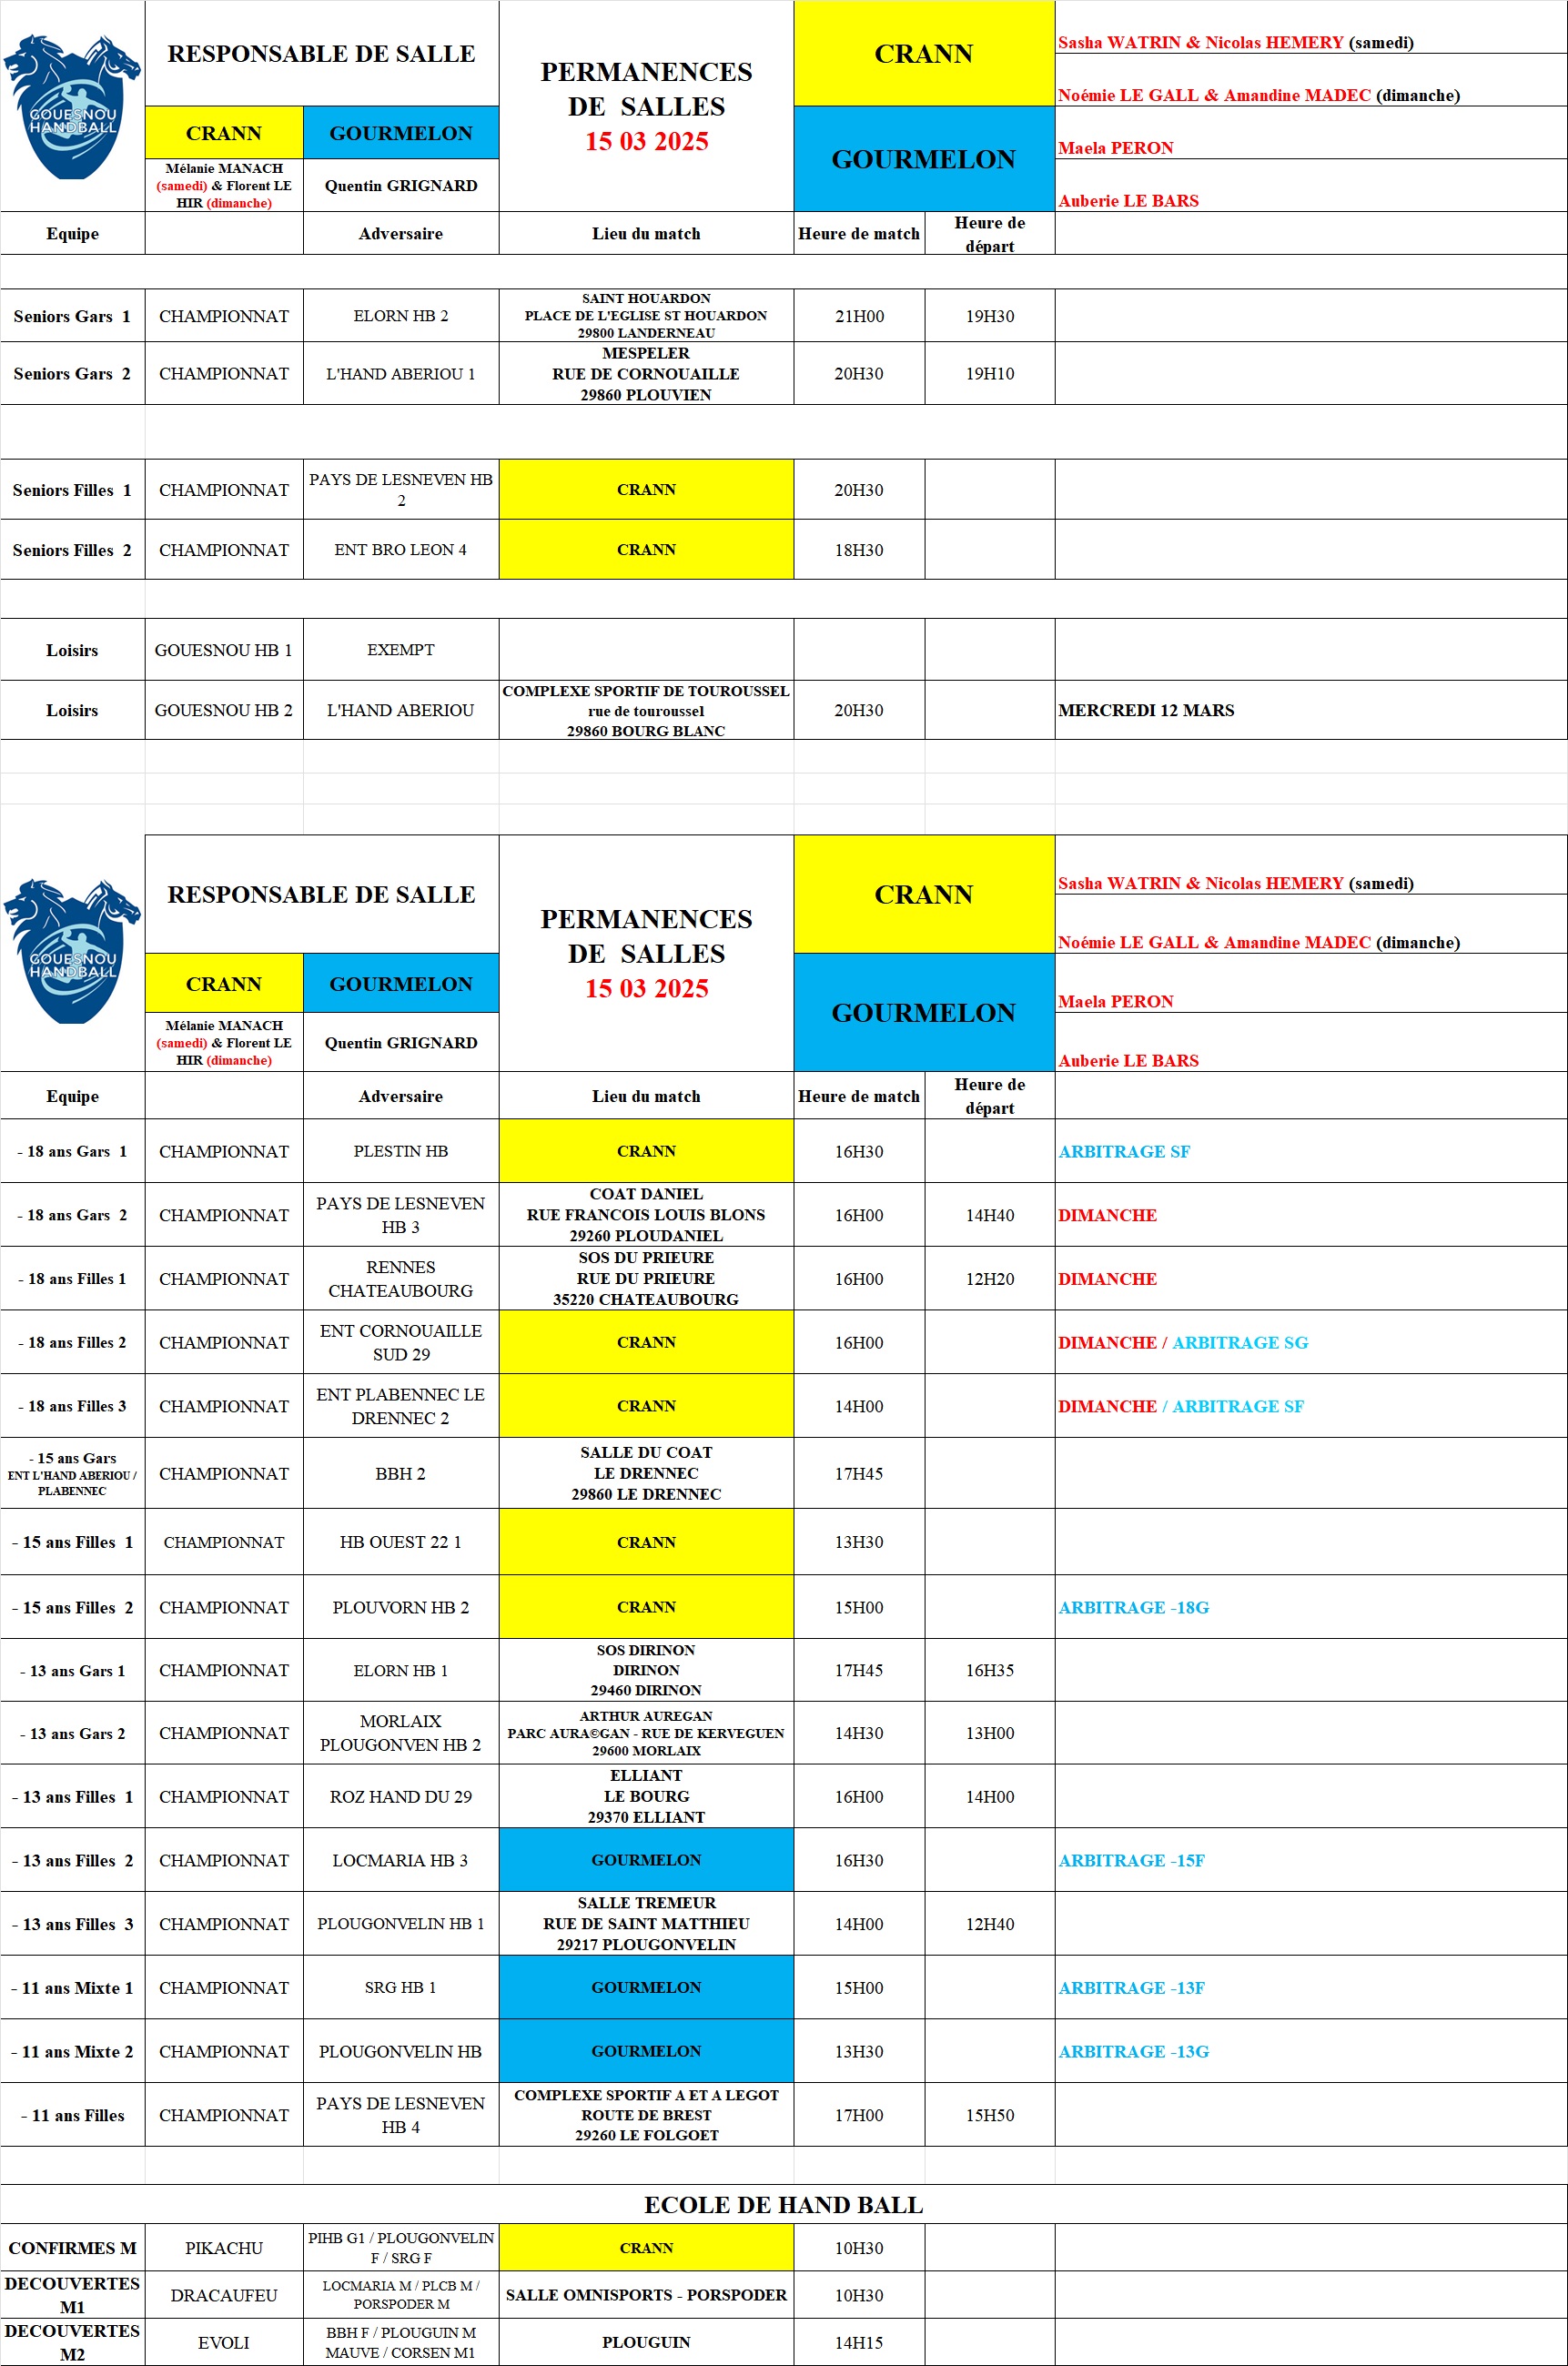 GOUESNOU
HANDBALL
RESPONSABLE DE SALLE
CRANN
GOURMELON
Mélanie MANACH
(samedi) & Florent LE
HIR (dimanche)
Quentin GRIGNARD
PERMANENCES
DE SALLES
15 03 2025
CRANN
GOURMELON
Sasha WATRIN & Nicolas HEMERY (samedi)
Noémie LE GALL & Amandine MADEC (dimanche)
Maela PERON
Auberie LE BARS
Equipe
Adversaire
Lieu du match
Heure de match
Heure de
départ
Seniors Gars 1
CHAMPIONNAT
ELORN HB 2
SAINT HOUARDON
PLACE DE L'EGLISE ST HOUARDON
29800 LANDERNEAU
21H00
19H30
Seniors Gars 2
CHAMPIONNAT
L'HAND ABERIOU 1
MESPELER
RUE DE CORNOUAILLE
29860 PLOUVIEN
20H30
19H10
Seniors Filles 1
CHAMPIONNAT
PAYS DE LESNEVEN HB
2
CRANN
20H30
Seniors Filles 2
CHAMPIONNAT
ENT BRO LEON 4
CRANN
18H30
Loisirs
GOUESNOU HB 1
EXEMPT
Loisirs
GOUESNOU HB 2
L'HAND ABERIOU
COMPLEXE SPORTIF DE TOUROUSSEL
rue de touroussel
29860 BOURG BLANC
20H30
MERCREDI 12 MARS
GOUESNOU
HANDBALL
RESPONSABLE DE SALLE
CRANN
GOURMELON
Mélanie MANACH
(samedi) & Florent LE
HIR (dimanche)
Quentin GRIGNARD
PERMANENCES
DE SALLES
15 03 2025
CRANN
GOURMELON
Sasha WATRIN & Nicolas HEMERY (samedi)
Noémie LE GALL & Amandine MADEC (dimanche)
Maela PERON
Auberie LE BARS
Equipe
Adversaire
Lieu du match
Heure de match
Heure de
départ
- 18 ans Gars 1
CHAMPIONNAT
PLESTIN HB
CRANN
16H30
ARBITRAGE SF
- 18 ans Gars 2
CHAMPIONNAT
PAYS DE LESNEVEN
HB 3
COAT DANIEL
RUE FRANCOIS LOUIS BLONS
29260 PLOUDANIEL
16H00
14H40
DIMANCHE
- 18 ans Filles 1
CHAMPIONNAT
RENNES
CHATEAUBOURG
SOS DU PRIEURE
RUE DU PRIEURE
35220 CHATEAUBOURG
16H00
12H20
DIMANCHE
- 18 ans Filles 2
CHAMPIONNAT
ENT CORNOUAILLE
SUD 29
CRANN
16H00
DIMANCHE / ARBITRAGE SG
- 18 ans Filles 3
CHAMPIONNAT
ENT PLABENNEC LE
DRENNEC 2
CRANN
14H00
DIMANCHE / ARBITRAGE SF
- 15 ans Gars
ENT L'HAND ABERIOU /
PLABENNEC
CHAMPIONNAT
BBH 2
SALLE DU COAT
LE DRENNEC
29860 LE DRENNEC
17H45
- 15 ans Filles 1
CHAMPIONNAT
HB OUEST 22 1
CRANN
13H30
- 15 ans Filles 2
CHAMPIONNAT
PLOUVORN HB 2
CRANN
15H00
ARBITRAGE -18G
- 13 ans Gars 1
CHAMPIONNAT
ELORN HB 1
SOS DIRINON
DIRINON
29460 DIRINON
17H45
16H35
- 13 ans Gars 2
CHAMPIONNAT
MORLAIX
PLOUGONVEN HB 2
ARTHUR AUREGAN
PARC AURA©GAN - RUE DE KERVEGUEN
29600 MORLAIX
14H30
13H00
- 13 ans Filles 1
CHAMPIONNAT
ROZ HAND DU 29
ELLIANT
LE BOURG
29370 ELLIANT
16H00
14H00
- 13 ans Filles 2
CHAMPIONNAT
LOCMARIA HB 3
GOURMELON
16H30
ARBITRAGE -15F
- 13 ans Filles 3
CHAMPIONNAT
PLOUGONVELIN HB 1
SALLE TREMEUR
RUE DE SAINT MATTHIEU
29217 PLOUGONVELIN
14H00
12H40
- 11 ans Mixte 1
CHAMPIONNAT
SRG HB 1
GOURMELON
15H00
ARBITRAGE -13F
- 11 ans Mixte 2
CHAMPIONNAT
PLOUGONVELIN HB
GOURMELON
13H30
ARBITRAGE -13G
- 11 ans Filles
CHAMPIONNAT
PAYS DE LESNEVEN
HB 4
COMPLEXE SPORTIF A ET A LEGOT
ROUTE DE BREST
29260 LE FOLGOET
17H00
15H50
ECOLE DE HAND BALL
CONFIRMES M
PIKACHU
PIHB G1 / PLOUGONVELIN
F / SRG F
CRANN
10H30
DECOUVERTES
M1
DRACAUFEU
LOCMARIA M / PLCB M /
PORSPODER M
SALLE OMNISPORTS - PORSPODER
10H30
DECOUVERTES
M2
EVOLI
BBH F / PLOUGUIN M
MAUVE / CORSEN M1
PLOUGUIN
14H15